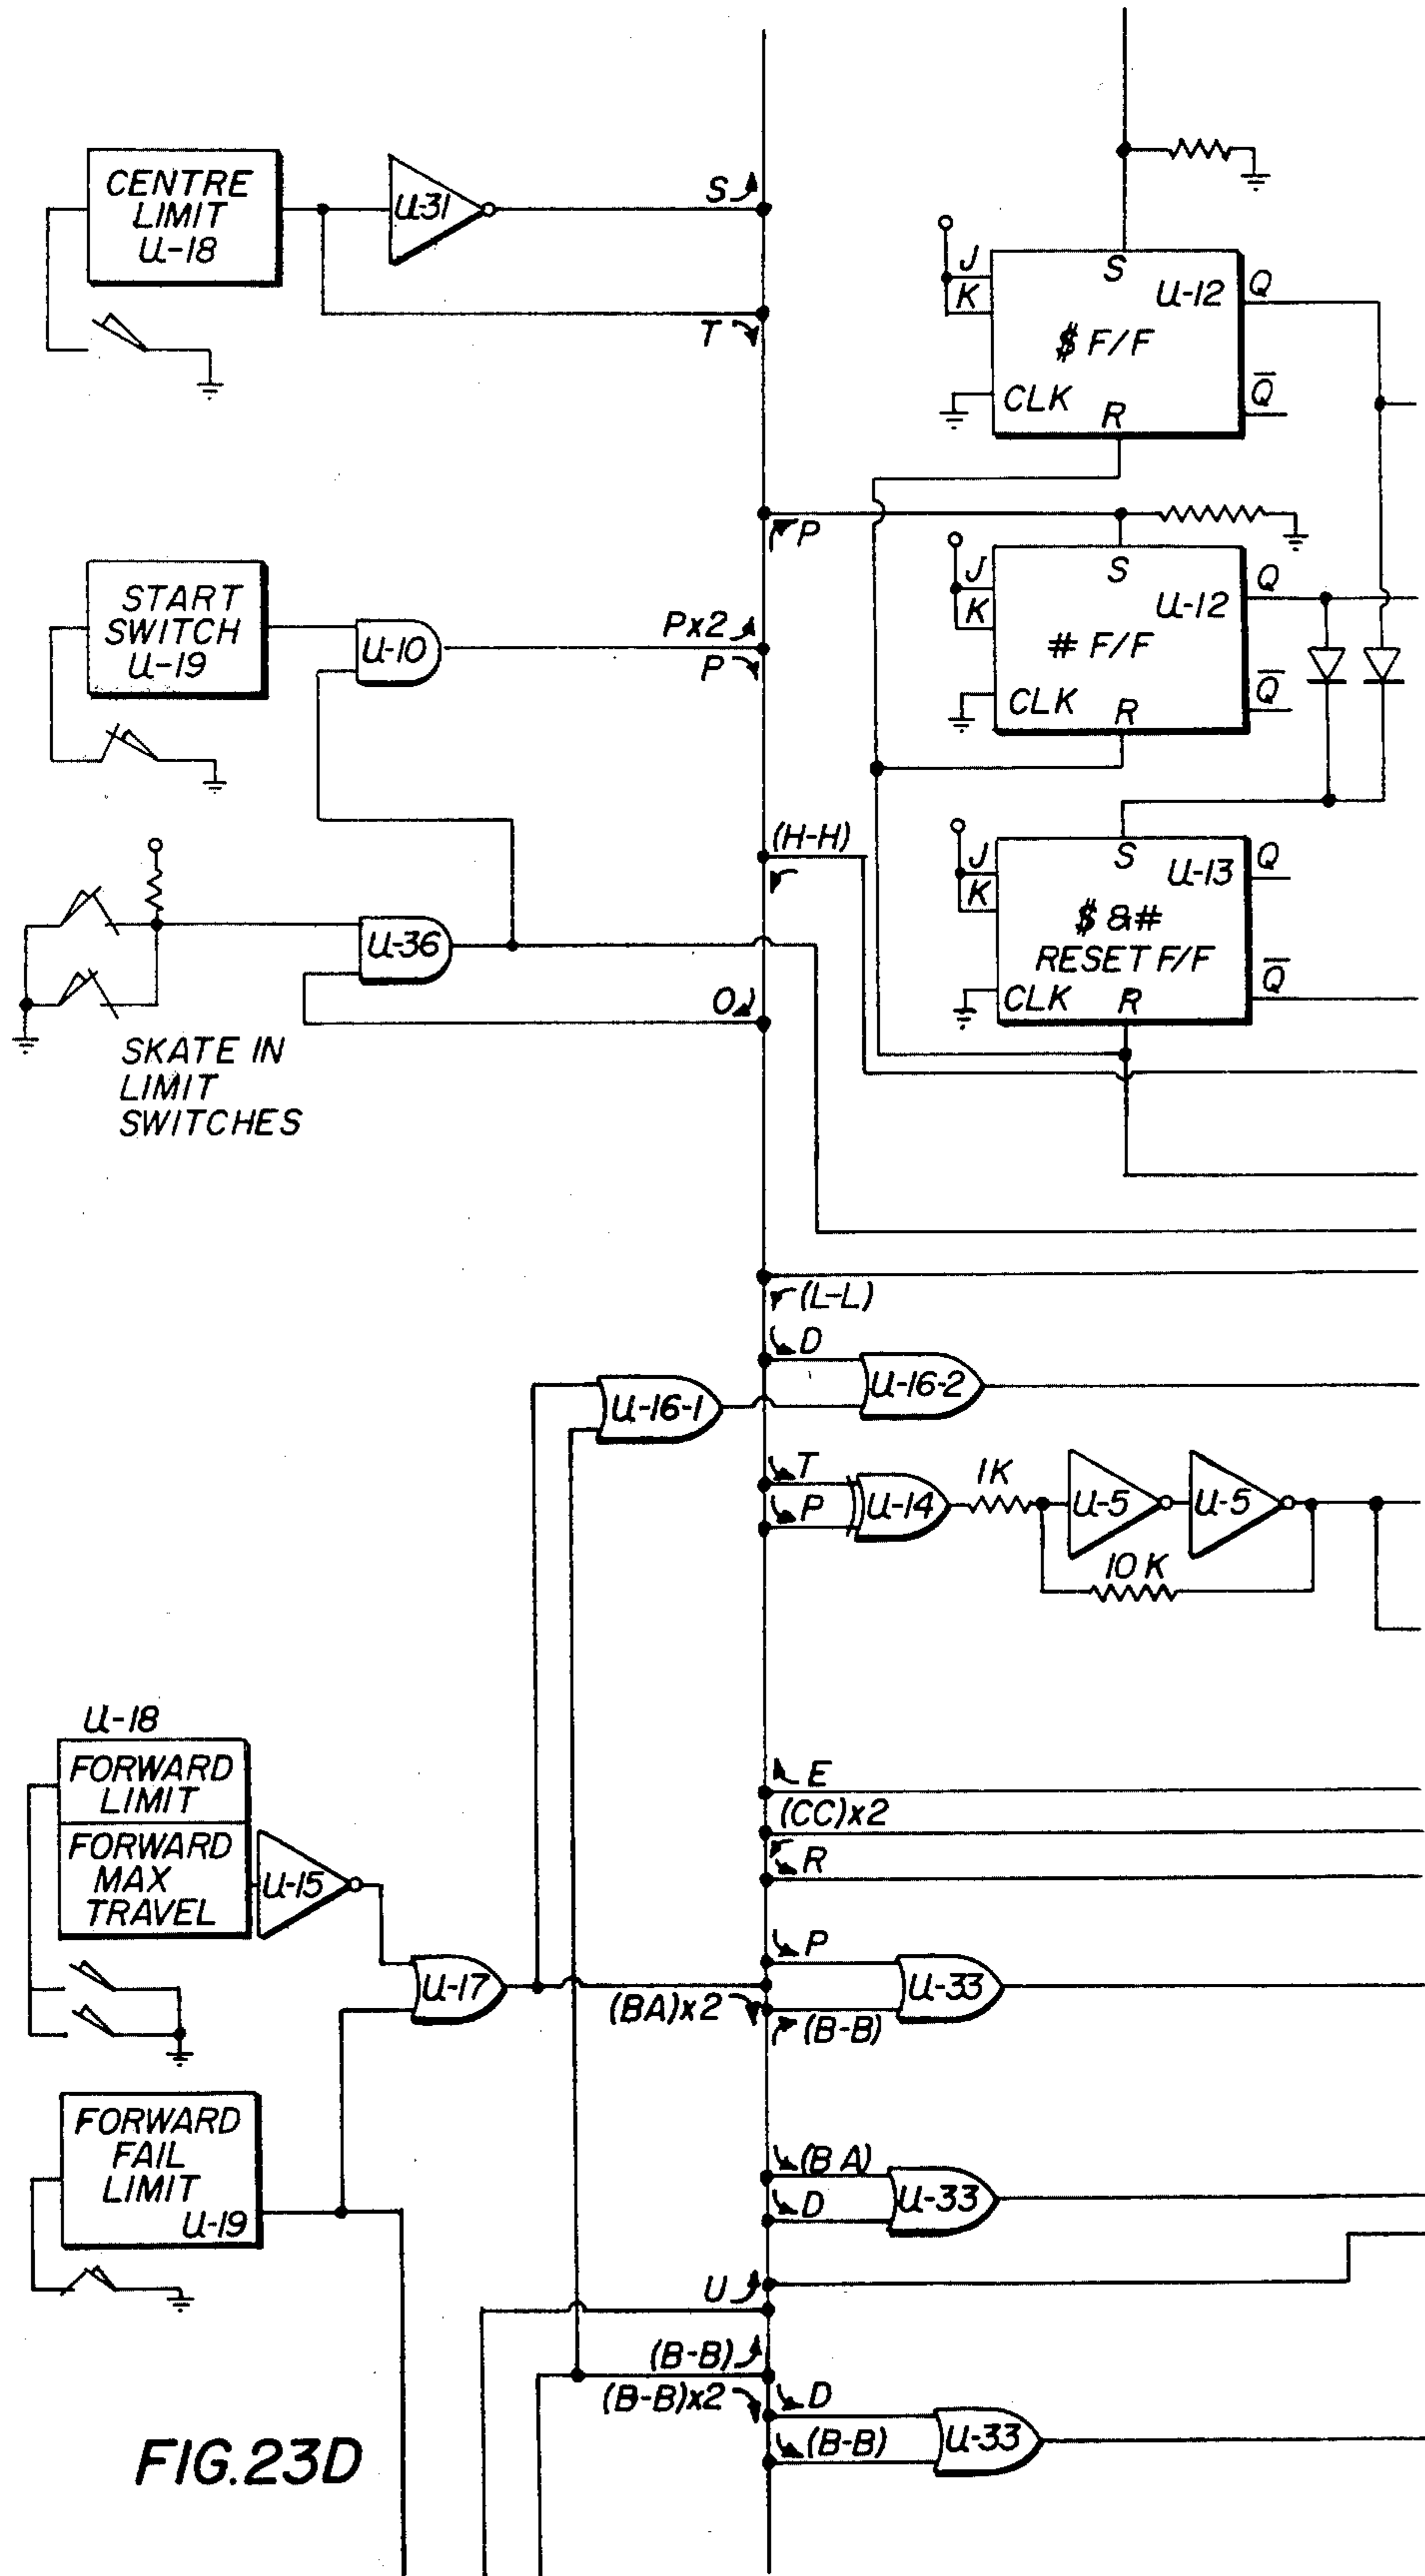 CENTRE
LIMIT
U-18
U-31
S
T
S
J
K
U-12
Q
$ F/F
CLK
R
Q̅
P
START
SWITCH
U-19
U-10
Px2
P
S
J
K
U-12
Q
# F/F
CLK
R
Q̅
(H-H)
U-36
O
SKATE IN
LIMIT
SWITCHES
S
J
K
U-13
Q
$ &#
RESET F/F
CLK
R
Q̅
(L-L)
D
U-16-1
U-16-2
T
P
U-14
1K
U-5
U-5
10K
U-18
FORWARD
LIMIT
FORWARD
MAX
TRAVEL
U-15
E
(CC)x2
R
U-17
(BA)x2
P
(B-B)
U-33
FORWARD
FAIL
LIMIT
U-19
(BA)
D
U-33
U
(B-B)
(B-B)x2
D
(B-B)
U-33
FIG.23D